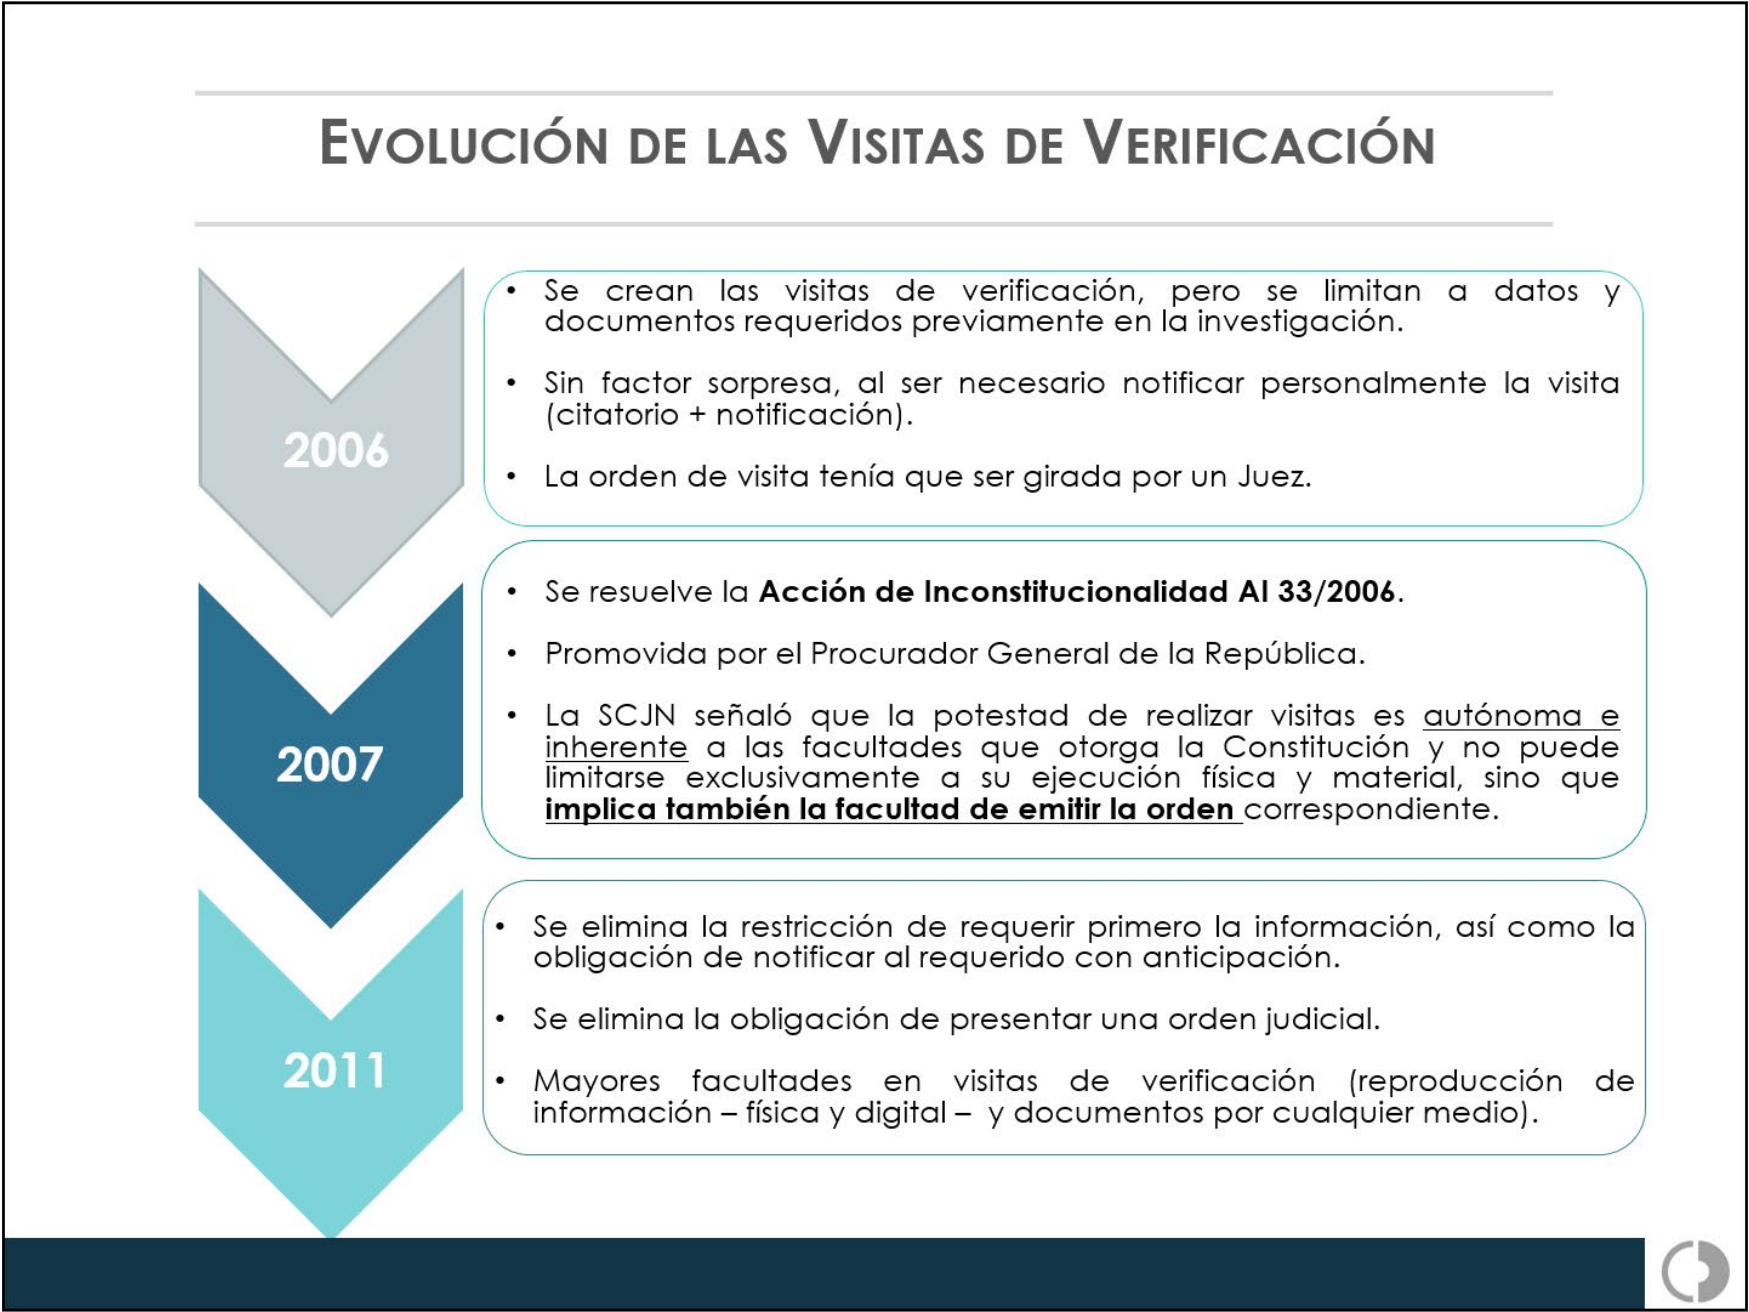 EVOLUCIÓN DE LAS VISITAS DE VERIFICACIÓN
2006
• Se crean las visitas de verificación, pero se limitan a datos y
documentos requeridos previamente en la investigación.
• Sin factor sorpresa, al ser necesario notificar personalmente la visita
(citatorio + notificación).
• La orden de visita tenía que ser girada por un Juez.
2007
• Se resuelve la Acción de Inconstitucionalidad AI 33/2006.
• Promovida por el Procurador General de la República.
• La SCJN señaló que la potestad de realizar visitas es autónoma e
inherente a las facultades que otorga la Constitución y no puede
limitarse exclusivamente a su ejecución física y material, sino que
implica también la facultad de emitir la orden correspondiente.
2011
• Se elimina la restricción de requerir primero la información, así como la
obligación de notificar al requerido con anticipación.
• Se elimina la obligación de presentar una orden judicial.
• Mayores facultades en visitas de verificación (reproducción de
información – física y digital – y documentos por cualquier medio).